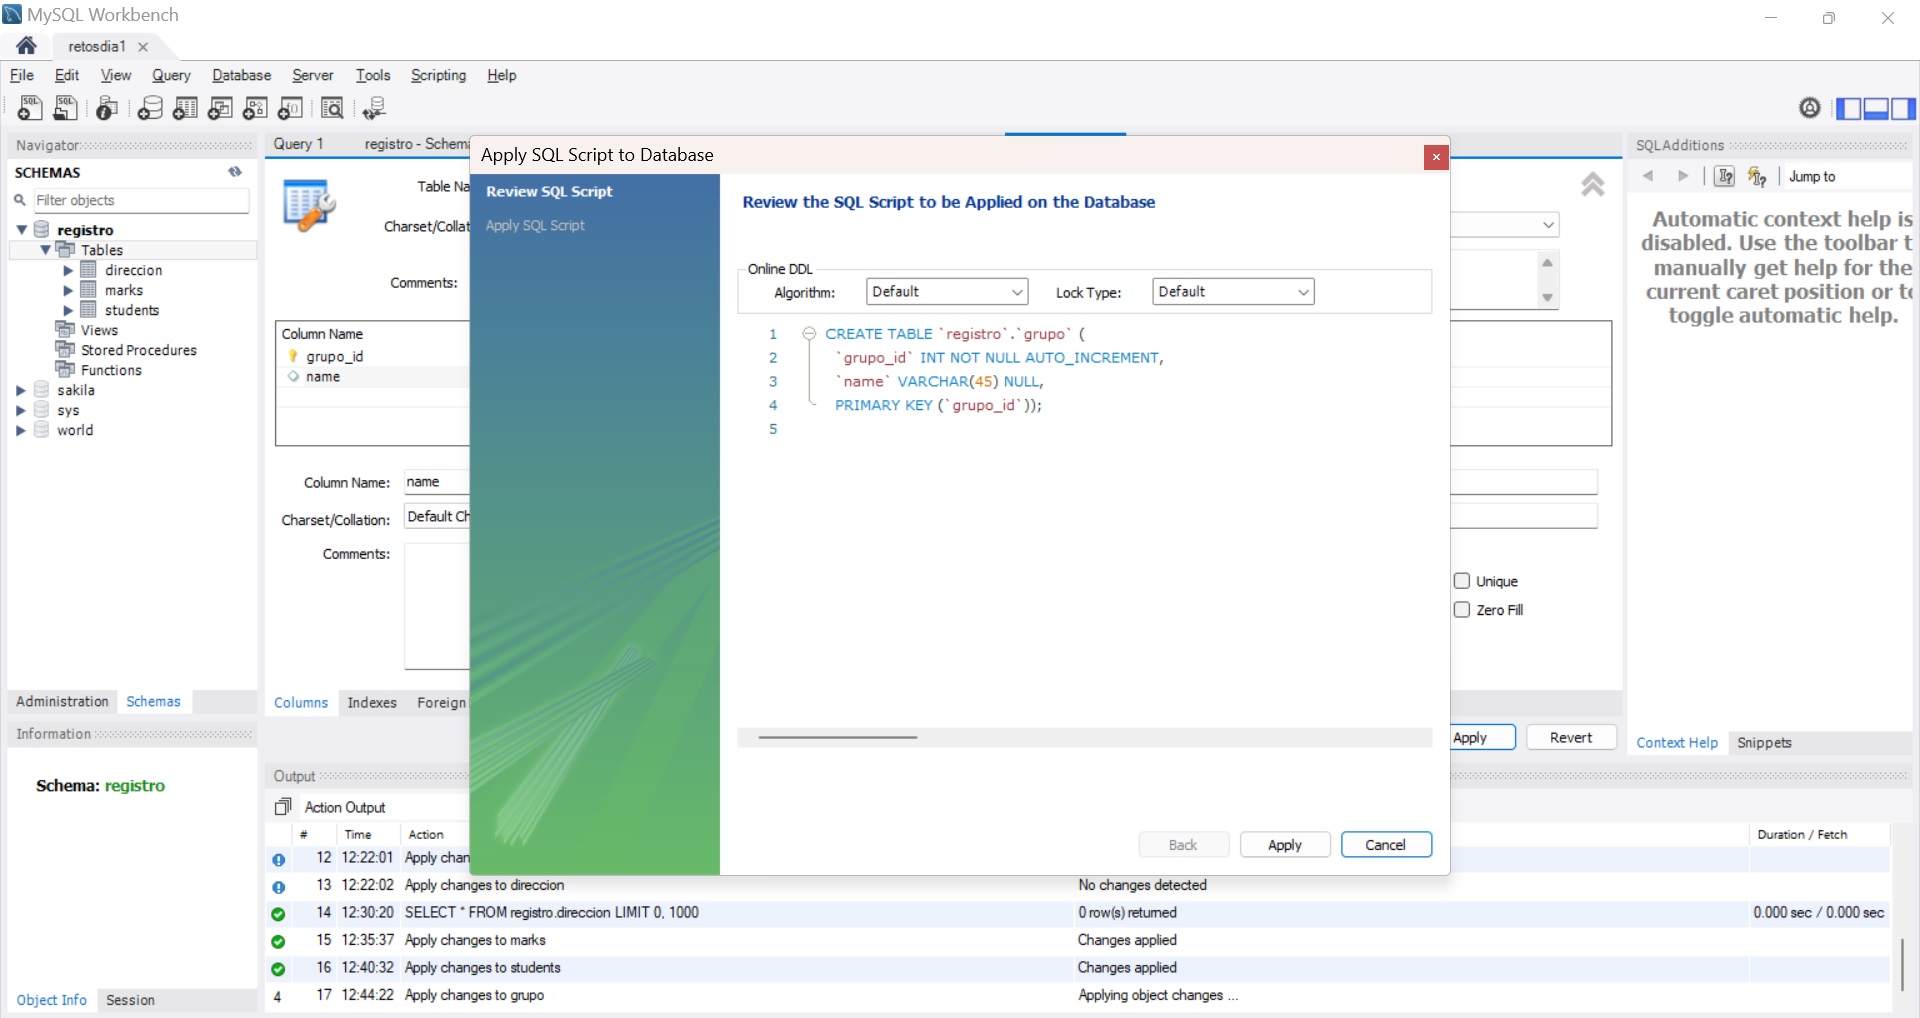 MySQL Workbench
retosdia1
File Edit View Query Database Server Tools Scripting Help
Navigator
SCHEMAS
Filter objects
registro
Tables
direccion
marks
students
Views
Stored Procedures
Functions
sakila
sys
world
Administration Schemas
Information
Schema: registro
Object Info Session
Query 1 registro - Schema
Table Na
Charset/Collat
Comments:
Column Name
grupo_id
name
Column Name: name
Charset/Collation: Default Ch
Comments:
Columns Indexes Foreign
Apply SQL Script to Database
Review SQL Script
Apply SQL Script
Review the SQL Script to be Applied on the Database
Online DDL
Algorithm: Default Lock Type: Default
1 CREATE TABLE `registro`.`grupo` (
2 `grupo_id` INT NOT NULL AUTO_INCREMENT,
3 `name` VARCHAR(45) NULL,
4 PRIMARY KEY (`grupo_id`));
5
Back Apply Cancel
Unique
Zero Fill
Apply Revert
SQLAdditions
Jump to
Automatic context help is
disabled. Use the toolbar t
manually get help for the
current caret position or to
toggle automatic help.
Context Help Snippets
Output
Action Output
# Time Action Duration / Fetch
12 12:22:01 Apply chan
13 12:22:02 Apply changes to direccion No changes detected
14 12:30:20 SELECT * FROM registro.direccion LIMIT 0, 1000 0 row(s) returned 0.000 sec / 0.000 sec
15 12:35:37 Apply changes to marks Changes applied
16 12:40:32 Apply changes to students Changes applied
4 17 12:44:22 Apply changes to grupo Applying object changes ...